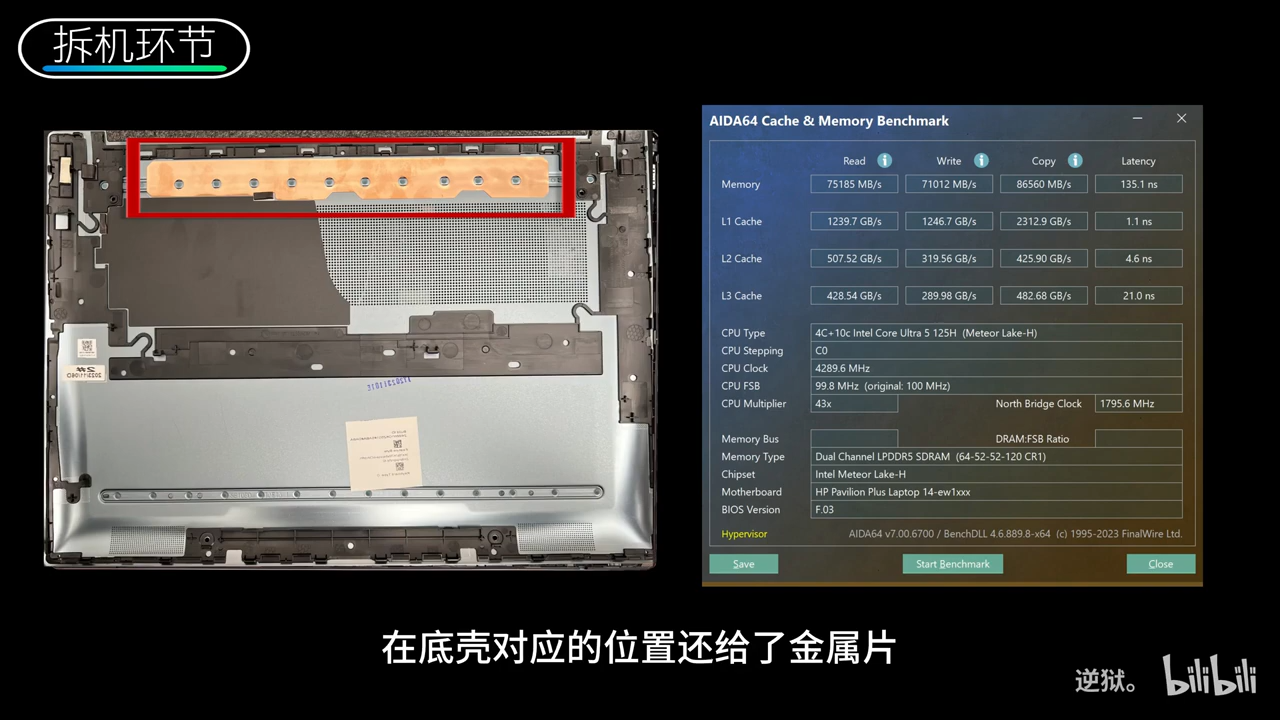 拆机环节
AIDA64 Cache & Memory Benchmark
Read Write Copy Latency
Memory 75185 MB/s 71012 MB/s 86560 MB/s 135.1 ns
L1 Cache 1239.7 GB/s 1246.7 GB/s 2312.9 GB/s 1.1 ns
L2 Cache 507.52 GB/s 319.56 GB/s 425.90 GB/s 4.6 ns
L3 Cache 428.54 GB/s 289.98 GB/s 482.68 GB/s 21.0 ns
CPU Type 4C+10c Intel Core Ultra 5 125H (Meteor Lake-H)
CPU Stepping C0
CPU Clock 4289.6 MHz
CPU FSB 99.8 MHz (original: 100 MHz)
CPU Multiplier 43x North Bridge Clock 1795.6 MHz
Memory Bus DRAM:FSB Ratio
Memory Type Dual Channel LPDDR5 SDRAM (64-52-52-120 CR1)
Chipset Intel Meteor Lake-H
Motherboard HP Pavilion Plus Laptop 14-ew1xxx
BIOS Version F.03
Hypervisor AIDA64 v7.00.6700 / BenchDLL 4.6.889.8-x64 (c) 1995-2023 FinalWire Ltd.
Save Start Benchmark Close
在底壳对应的位置还给了金属片
逆狱。 bilibili